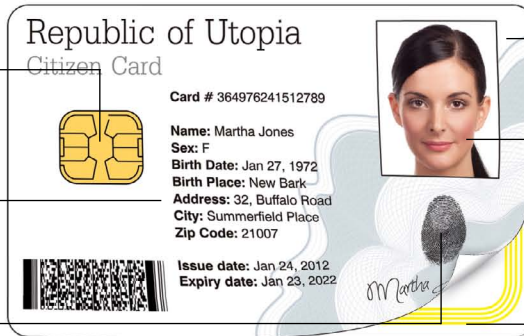 Republic of Utopia
Citizen Card
Card # 364976241512789
Name: Martha Jones
Sex: F
Birth Date: Jan 27, 1972
Birth Place: New Bark
Address: 32, Buffalo Road
City: Summerfield Place
Zip Code: 21007
Issue date: Jan 24, 2012
Expiry date: Jan 23, 2022
Martha